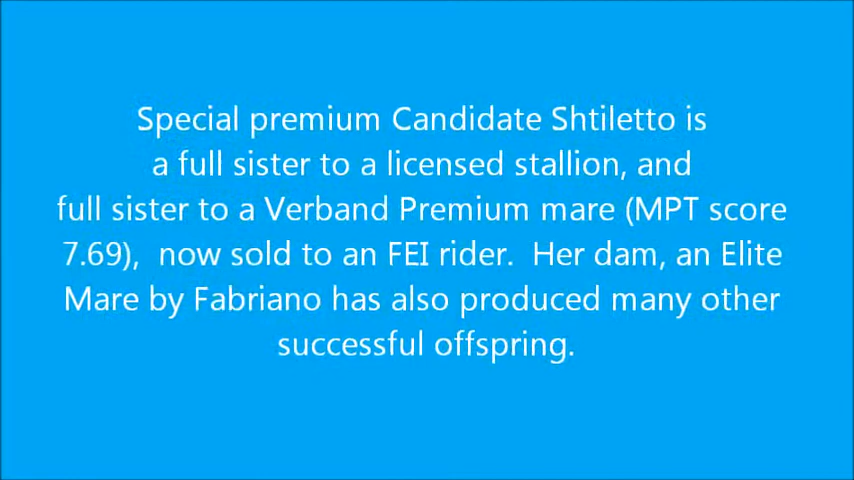 Special premium Candidate Shtiletto is
a full sister to a licensed stallion, and
full sister to a Verband Premium mare (MPT score
7.69),  now sold to an FEI rider.  Her dam, an Elite
Mare by Fabriano has also produced many other
successful offspring.